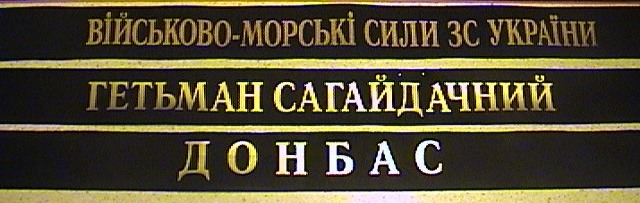 ВІЙСЬКОВО-МОРСЬКІ СИЛИ ЗС УКРАЇНИ
ГЕТЬМАН САГАЙДАЧНИЙ
ДОНБАС